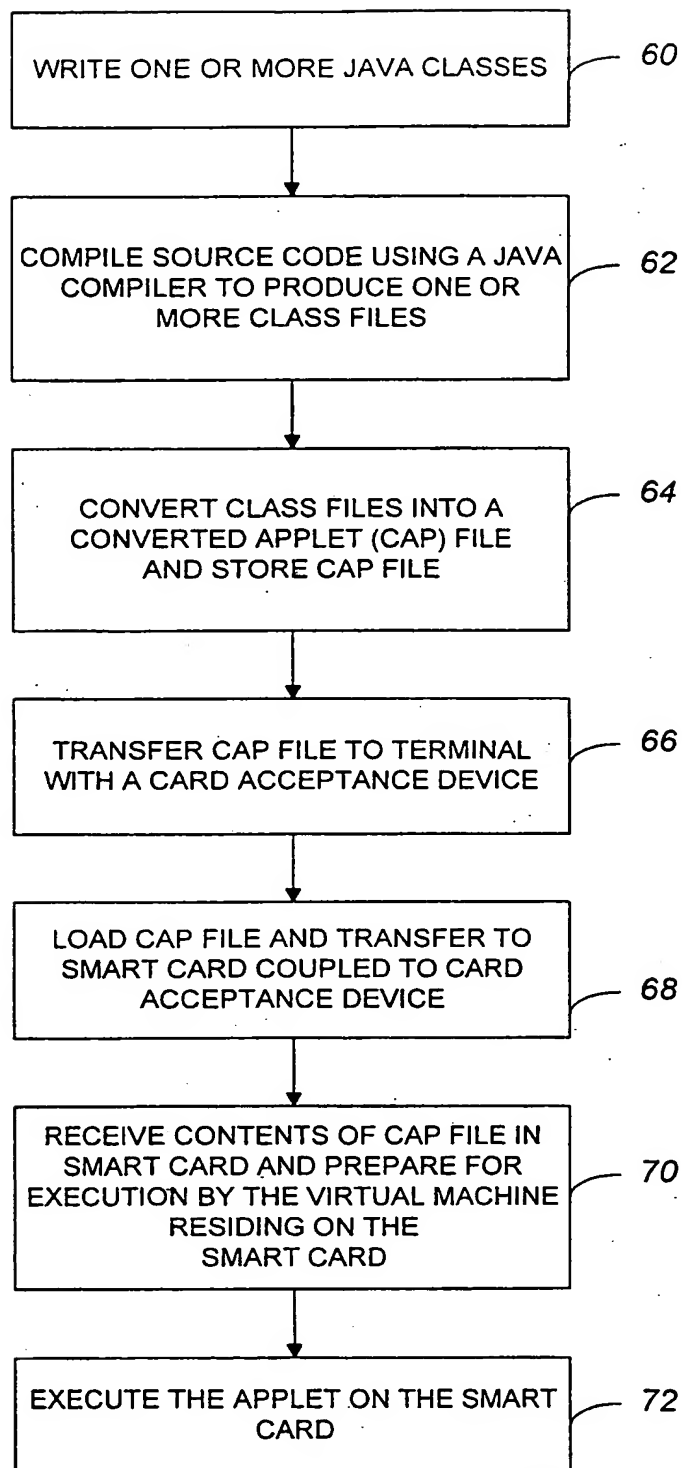 WRITE ONE OR MORE JAVA CLASSES
60
COMPILE SOURCE CODE USING A JAVA
COMPILER TO PRODUCE ONE OR
MORE CLASS FILES
62
CONVERT CLASS FILES INTO A
CONVERTED APPLET (CAP) FILE
AND STORE CAP FILE
64
TRANSFER CAP FILE TO TERMINAL
WITH A CARD ACCEPTANCE DEVICE
66
LOAD CAP FILE AND TRANSFER TO
SMART CARD COUPLED TO CARD
ACCEPTANCE DEVICE
68
RECEIVE CONTENTS OF CAP FILE IN
SMART CARD AND PREPARE FOR
EXECUTION BY THE VIRTUAL MACHINE
RESIDING ON THE
SMART CARD
70
EXECUTE THE APPLET ON THE SMART
CARD
72